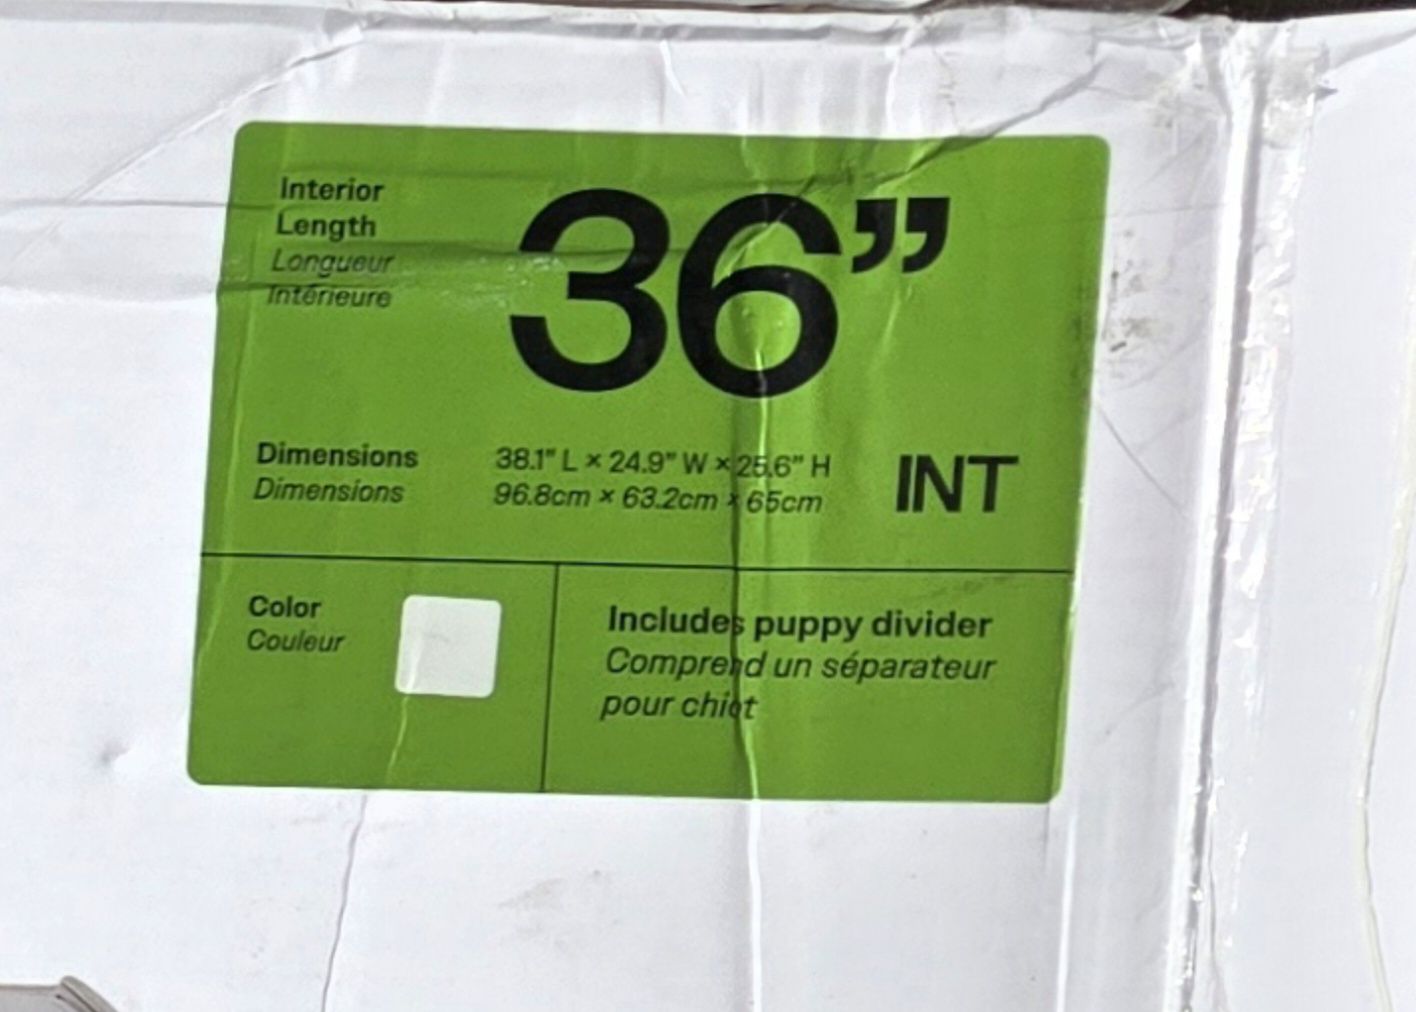 Interior
Length
Longueur
Intérieure
36”
Dimensions 38.1" L × 24.9" W × 25.6" H
Dimensions 96.8cm × 63.2cm × 65cm
INT
Color
Couleur
Includes puppy divider
Comprend un séparateur
pour chiot